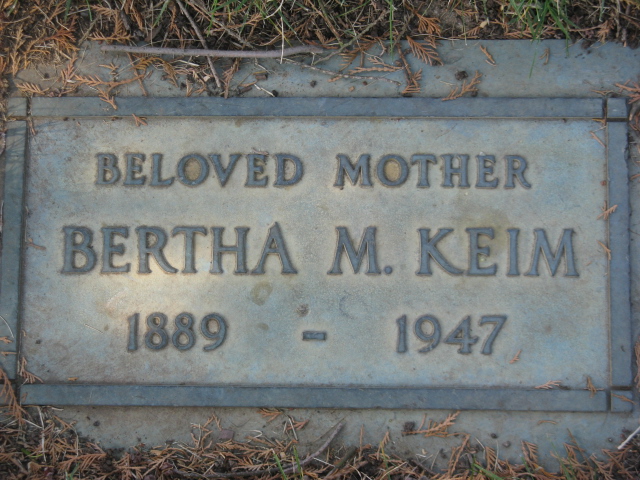 BELOVED MOTHER
BERTHA M. KEIM
1889 - 1947